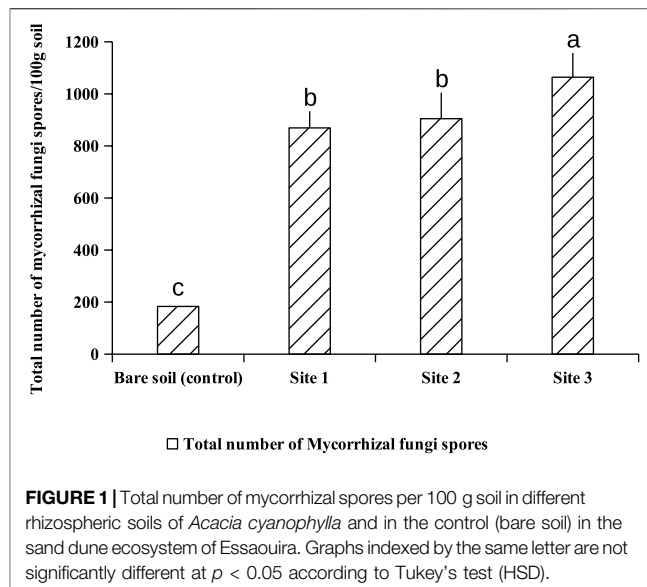 Total number of mycorrhizal fungi spores/100g soil
1200
1000
800
600
400
200
0
c
b
b
a
Bare soil (control) Site 1 Site 2 Site 3
Total number of Mycorrhizal fungi spores
FIGURE 1 | Total number of mycorrhizal spores per 100 g soil in different
rhizospheric soils of Acacia cyanophylla and in the control (bare soil) in the
sand dune ecosystem of Essaouira. Graphs indexed by the same letter are not
significantly different at p < 0.05 according to Tukey's test (HSD).